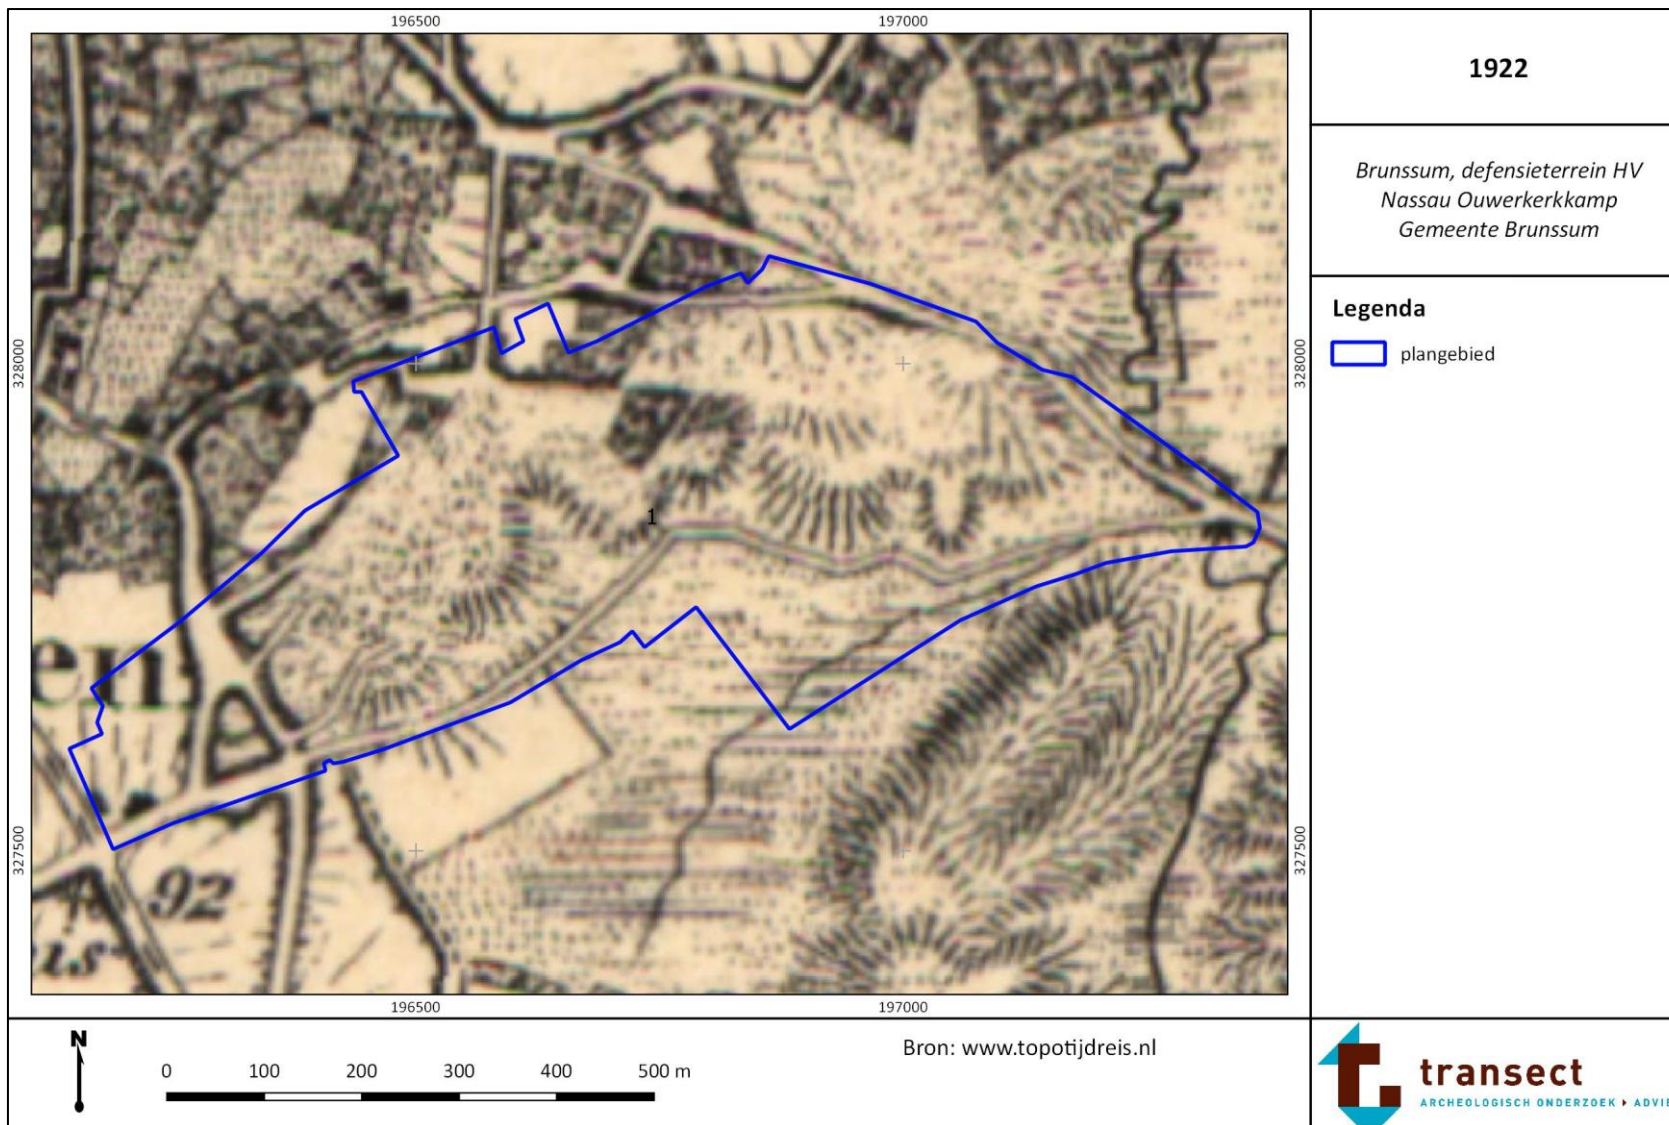 196500 197000
1922
Brunssum, defensieterrein HV
Nassau Ouwerkerkkamp
Gemeente Brunssum
Legenda
plangebied
328000
328000
1
en
327500
327500
92
196500 197000
N
0 100 200 300 400 500 m
Bron: www.topotijdreis.nl
transect
ARCHEOLOGISCH ONDERZOEK